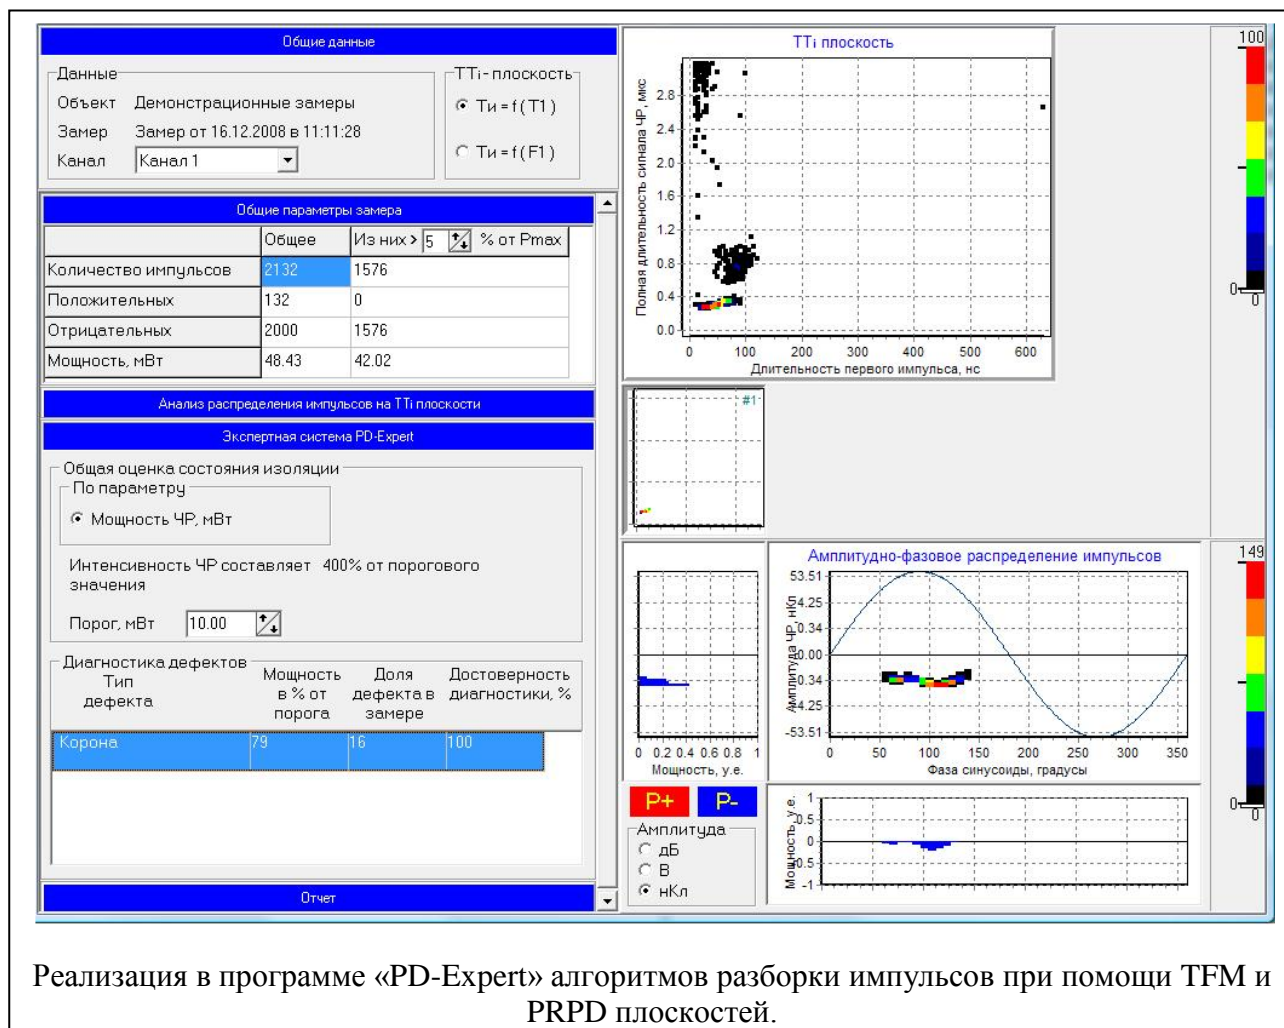 Общие данные
Данные
Объект Демонстрационные замеры
Замер Замер от 16.12.2008 в 11:11:28
Канал Канал 1
TTi-плоскость
Tи = f ( T1 )
Tи = f ( F1 )
Общие параметры замера
Общее Из них > 5 % от Pmax
Количество импульсов 2132 1576
Положительных 132 0
Отрицательных 2000 1576
Мощность, мВт 48.43 42.02
Анализ распределения импульсов на TTi плоскости
Экспертная система PD-Expert
Общая оценка состояния изоляции
По параметру
Мощность ЧР, мВт
Интенсивность ЧР составляет 400% от порогового
значения
Порог, мВт 10.00
Диагностика дефектов
Тип
дефекта
Мощность
в % от
порога
Доля
дефекта в
замере
Достоверность
диагностики, %
Корона 79 16 100
Отчет
TTi плоскость
Полная длительность сигнала ЧР, мкс
2.8
2.4
2.0
1.6
1.2
0.8
0.4
0.0
0 100 200 300 400 500 600
Длительность первого импульса, нс
100
0
0
#1
0 0.2 0.4 0.6 0.8 1
Мощность, у.е.
Амплитудно-фазовое распределение импульсов
Амплитуда ЧР, нКл
53.51
4.25
0.34
0.00
0.34
4.25
-53.51
0 50 100 150 200 250 300 350
Фаза синусоиды, градусы
149
0
0
P+ P-
Амплитуда
дБ
В
нКл
Мощность, у.е.
1
0.5
0
0.5
-1
Реализация в программе «PD-Expert» алгоритмов разборки импульсов при помощи TFM и
PRPD плоскостей.